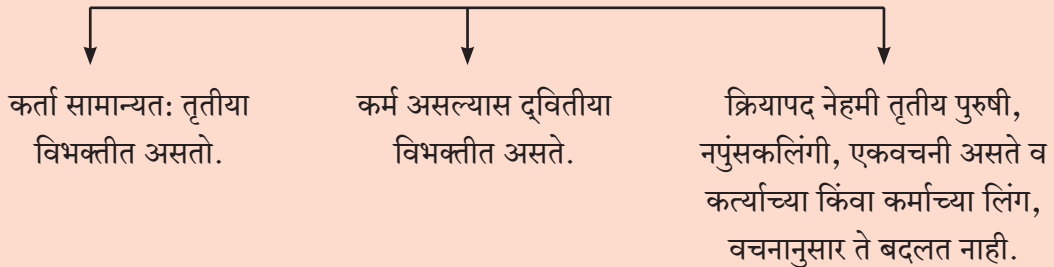 कर्ता सामान्यत: तृतीया
विभक्तीत असतो.
कर्म असल्यास द्‌वितीया
विभक्तीत असते.
क्रियापद नेहमी तृतीय पुरुषी,
नपुंसकलिंगी, एकवचनी असते व
कर्त्याच्या किंवा कर्माच्या लिंग,
वचनानुसार ते बदलत नाही.